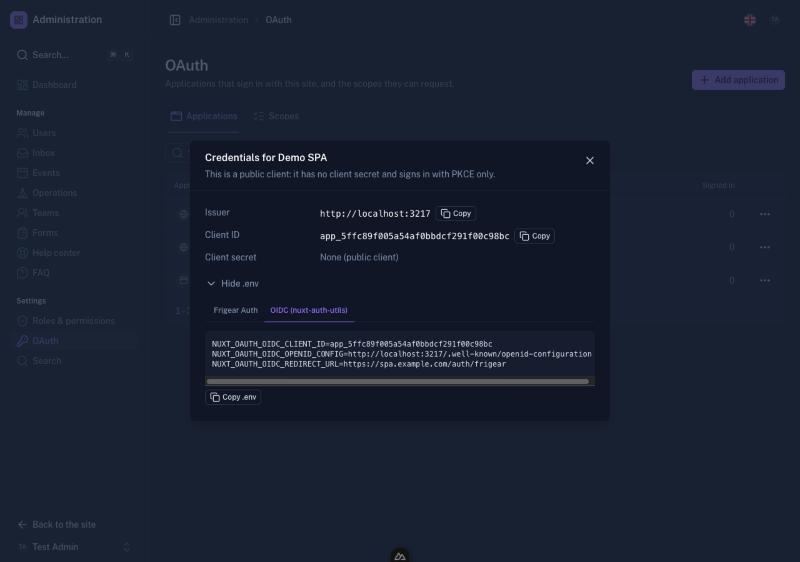 Administration
Administration › OAuth
TA
Search... ⌘ K
OAuth
Applications that sign in with this site, and the scopes they can request.
Add application
Dashboard
Applications
Scopes
Manage
Users
Inbox
Events
Operations
Teams
Forms
Help center
FAQ
Signed in
0
0
0
Settings
Roles & permissions
OAuth
Search
Credentials for Demo SPA
This is a public client: it has no client secret and signs in with PKCE only.
Issuer
http://localhost:3217
Copy
Client ID
app_5ffc89f005a54af0bbdcf291f00c98bc
Copy
Client secret
None (public client)
Hide .env
Frigear Auth
OIDC (nuxt-auth-utils)
NUXT_OAUTH_OIDC_CLIENT_ID=app_5ffc89f005a54af0bbdcf291f00c98bc
NUXT_OAUTH_OIDC_OPENID_CONFIG=http://localhost:3217/.well-known/openid-configuration
NUXT_OAUTH_OIDC_REDIRECT_URL=https://spa.example.com/auth/frigear
Copy .env
Back to the site
TA Test Admin